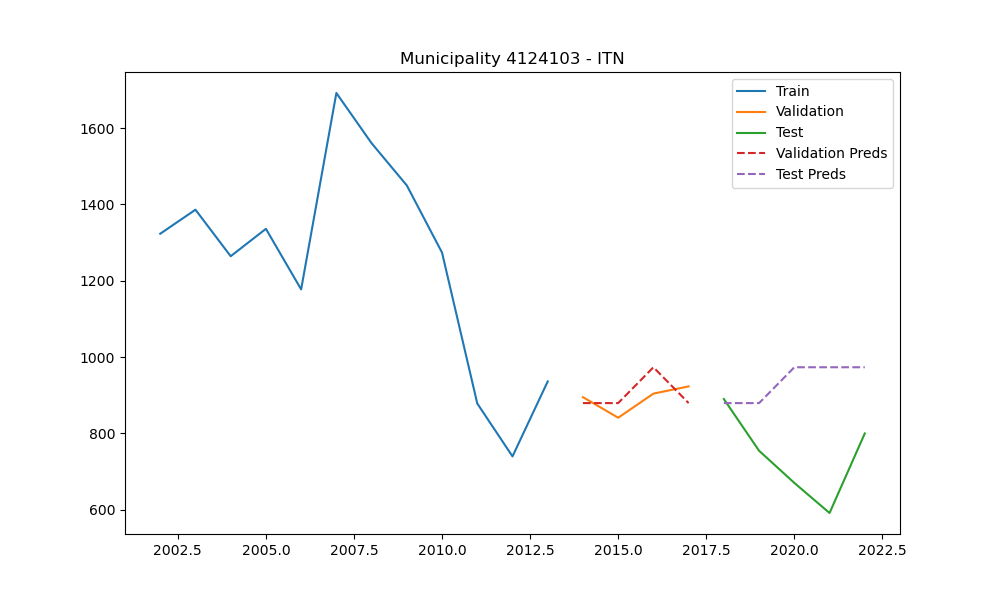 Municipality 4124103 - ITN
Train
Validation
Test
Validation Preds
Test Preds
1600
1400
1200
1000
800
600
2002.5 2005.0 2007.5 2010.0 2012.5 2015.0 2017.5 2020.0 2022.5